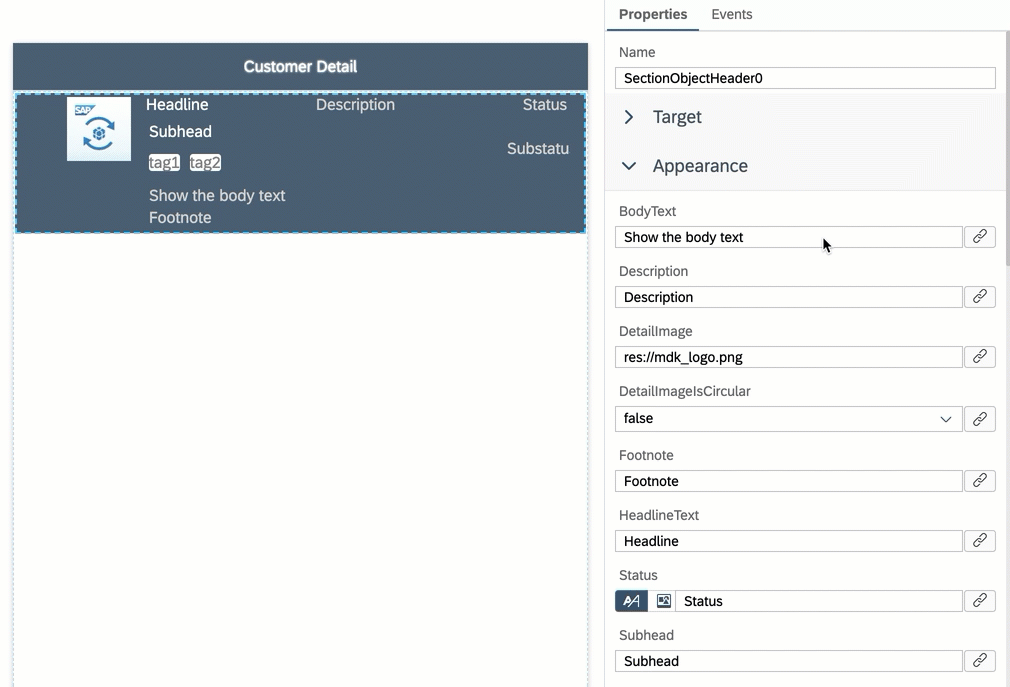 Customer Detail
SAP
Headline Description Status
Subhead
Substatu
tag1 tag2
Show the body text
Footnote
Properties Events
Name
SectionObjectHeader0
Target
Appearance
BodyText
Show the body text
Description
Description
DetailImage
res://mdk_logo.png
DetailImageIsCircular
false
Footnote
Footnote
HeadlineText
Headline
Status
Status
Subhead
Subhead